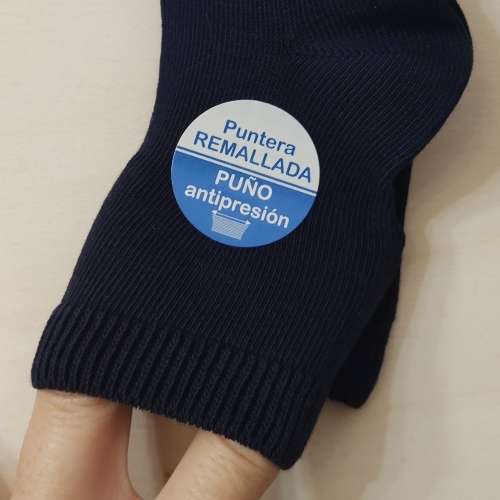 Puntera
REMALLADA
PUÑO
antipresión